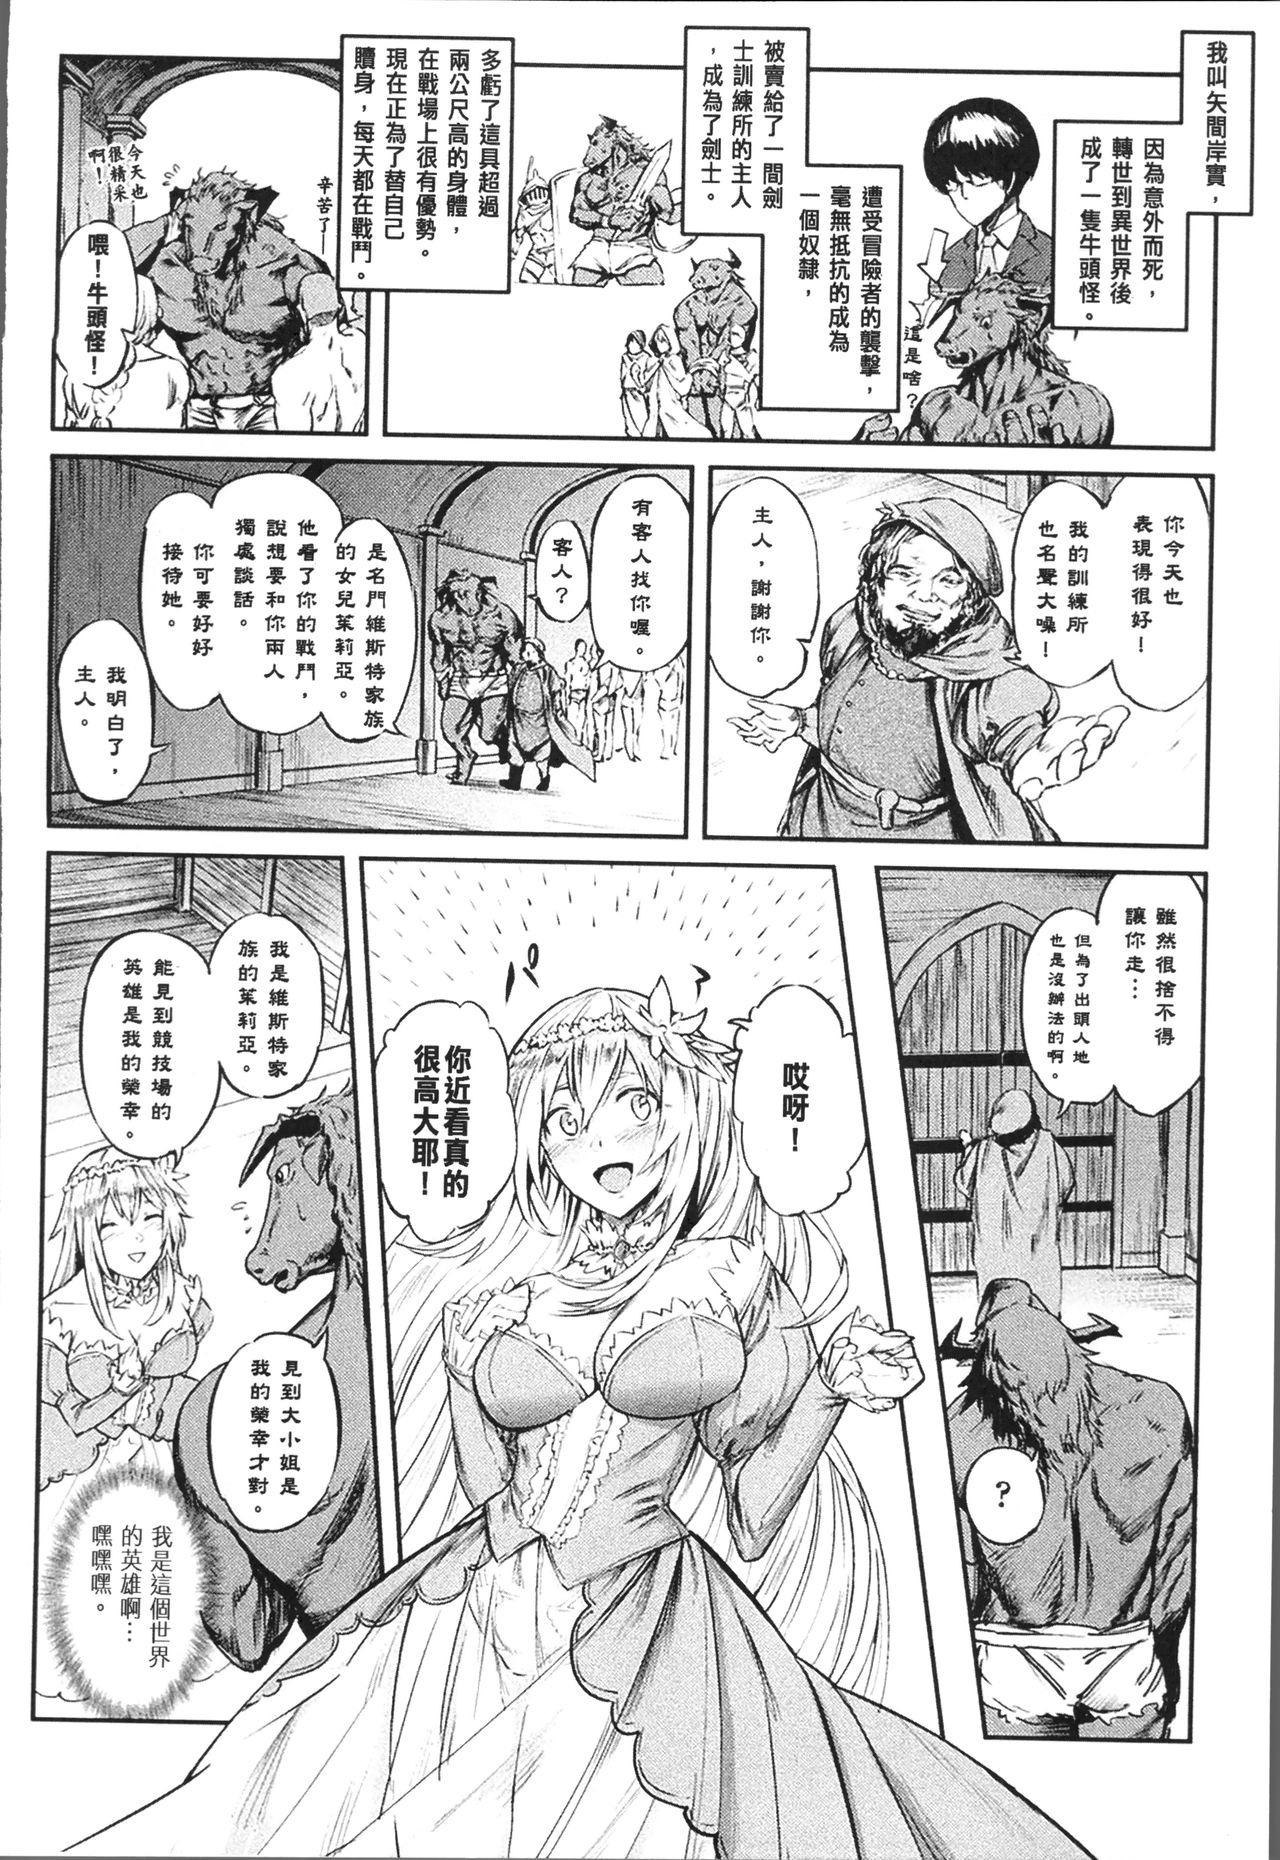 我叫矢間岸實，
因為意外而死，
轉世到異世界後
成了一隻牛頭怪。
這是啥？
遭受冒險者的襲擊，
毫無抵抗的成為
一個奴隸，
被賣給了一間劍
士訓練所的主人
，成為了劍士。
多虧了這具超過
兩公尺高的身體，
在戰場上很有優勢。
現在正為了替自己
贖身，每天都在戰鬥。
辛苦了──
今天也
很精采
啊！
喂！牛頭怪！
你今天也
表現得很好！
我的訓練所
也名聲大噪！
主人，謝謝你。
有客人找你喔。
客人？
是名門維斯特家族
的女兒茱莉亞。
他看了你的戰鬥，
說想要和你兩人
獨處談話。
你可要好好
接待她。
我明白了，
主人。
雖然很捨不得
讓你走…
但為了出頭人地
也是沒辦法的啊。
？
哎呀！
パァ
你近看真的
很高大耶！
我是維斯特家
族的茱莉亞。
能見到競技場的
英雄是我的榮幸。
見到大小姐是
我的榮幸才對。
我是這個世界
的英雄啊…
嘿嘿嘿。